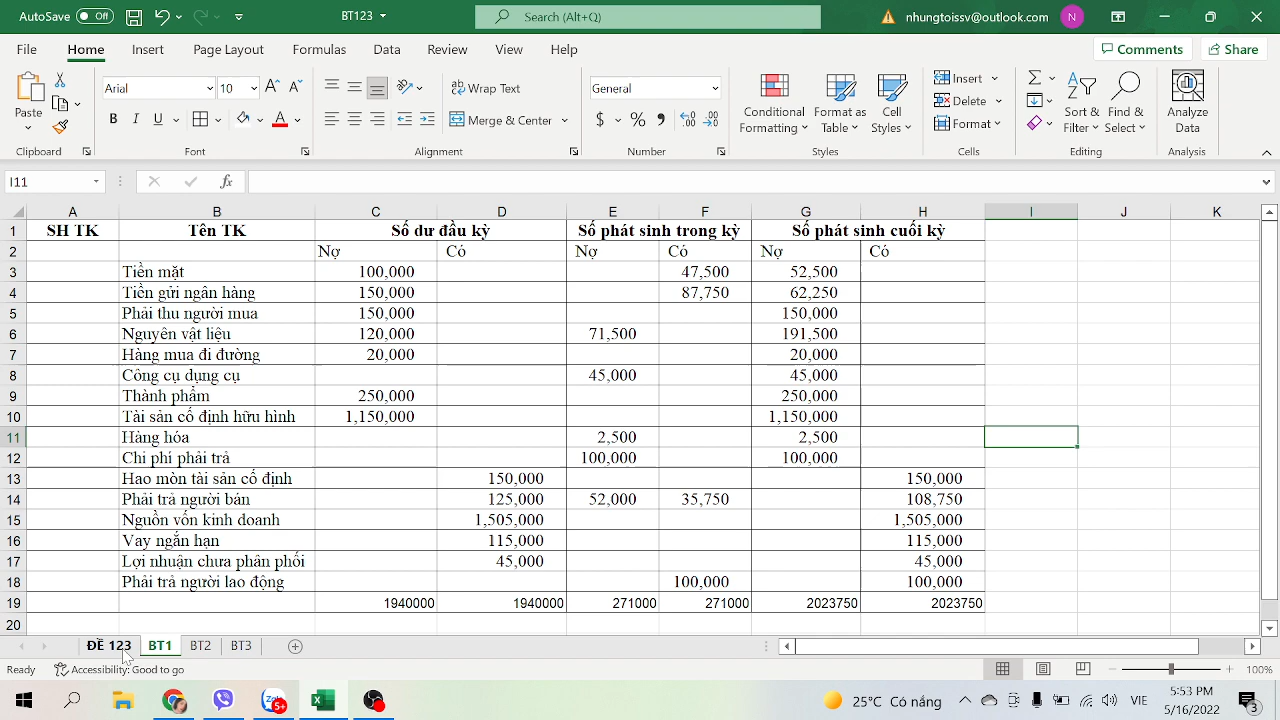 AutoSave Off BT123 Search (Alt+Q) nhungtoissv@outlook.com N
File Home Insert Page Layout Formulas Data Review View Help Comments Share
Paste Arial 10 Wrap Text General Conditional Formatting Format as Table Cell Styles Insert Sort & Filter Find & Select Analyze Data
B I U A Merge & Center $ % Delete
Format
Clipboard Font Alignment Number Styles Cells Editing Analysis
I11 fx
A B C D E F G H I J K
1 SH TK Tên TK Số dư đầu kỳ Số phát sinh trong kỳ Số phát sinh cuối kỳ
2 Nợ Có Nợ Có Nợ Có
3 Tiền mặt 100,000 47,500 52,500
4 Tiền gửi ngân hàng 150,000 87,750 62,250
5 Phải thu người mua 150,000 150,000
6 Nguyên vật liệu 120,000 71,500 191,500
7 Hàng mua đi đường 20,000 20,000
8 Công cụ dụng cụ 45,000 45,000
9 Thành phẩm 250,000 250,000
10 Tài sản cố định hữu hình 1,150,000 1,150,000
11 Hàng hóa 2,500 2,500
12 Chi phí phải trả 100,000 100,000
13 Hao mòn tài sản cố định 150,000 150,000
14 Phải trả người bán 125,000 52,000 35,750 108,750
15 Nguồn vốn kinh doanh 1,505,000 1,505,000
16 Vay ngắn hạn 115,000 115,000
17 Lợi nhuận chưa phân phối 45,000 45,000
18 Phải trả người lao động 100,000 100,000
19 1940000 1940000 271000 271000 2023750 2023750
20
ĐỀ 123 BT1 BT2 BT3
Ready Accessibility: Good to go 100%
25°C Có nắng VIE 5:53 PM
5/16/2022 3